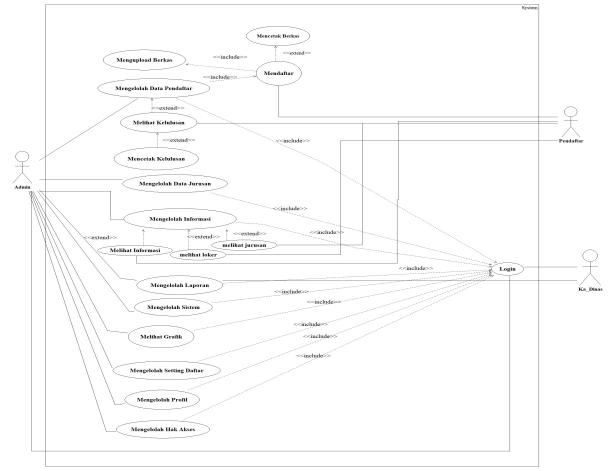 System
Mencetak Berkas
<<include>>
<<extend>>
Mengupload Berkas
Mendaftar
<<include>>
Mengelolah Data Pendaftar
<<extend>>
Melihat Kelulusan
Pendaftar
<<extend>>
<<include>>
Mencetak Kelulusan
Admin
Mengelolah Data Jurusan
<<include>>
Mengelolah Informasi
<<include>>
<<extend>>
<<extend>>
<<extend>>
melihat jurusan
Melihat Informasi
melihat loker
<<include>>
Login
Mengelolah Laporan
Ka_Dinas
<<include>>
<<include>>
Mengelolah Sistem
<<include>>
Melihat Grafik
<<include>>
<<include>>
Mengelolah Setting Daftar
Mengelolah Profil
Mengelolah Hak Akses